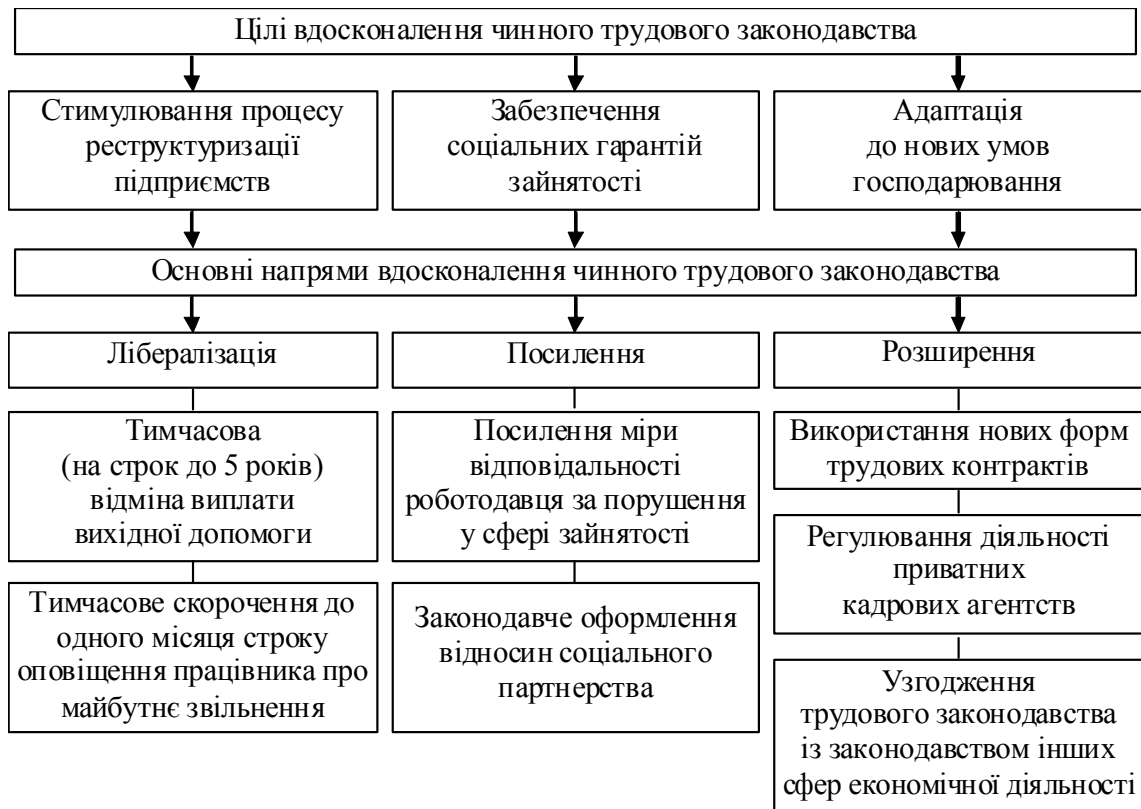 Цілі вдосконалення чинного трудового законодавства
Стимулювання процесу
реструктуризації
підприємств
Забезпечення
соціальних гарантій
зайнятості
Адаптація
до нових умов
господарювання
Основні напрями вдосконалення чинного трудового законодавства
Лібералізація
Посилення
Розширення
Тимчасова
(на строк до 5 років)
відміна виплати
вихідної допомоги
Посилення міри
відповідальності
роботодавця за порушення
у сфері зайнятості
Використання нових форм
трудових контрактів
Регулювання діяльності
приватних
кадрових агентств
Тимчасове скорочення до
одного місяця строку
оповіщення працівника про
майбутнє звільнення
Законодавче оформлення
відносин соціального
партнерства
Узгодження
трудового законодавства
із законодавством інших
сфер економічної діяльності